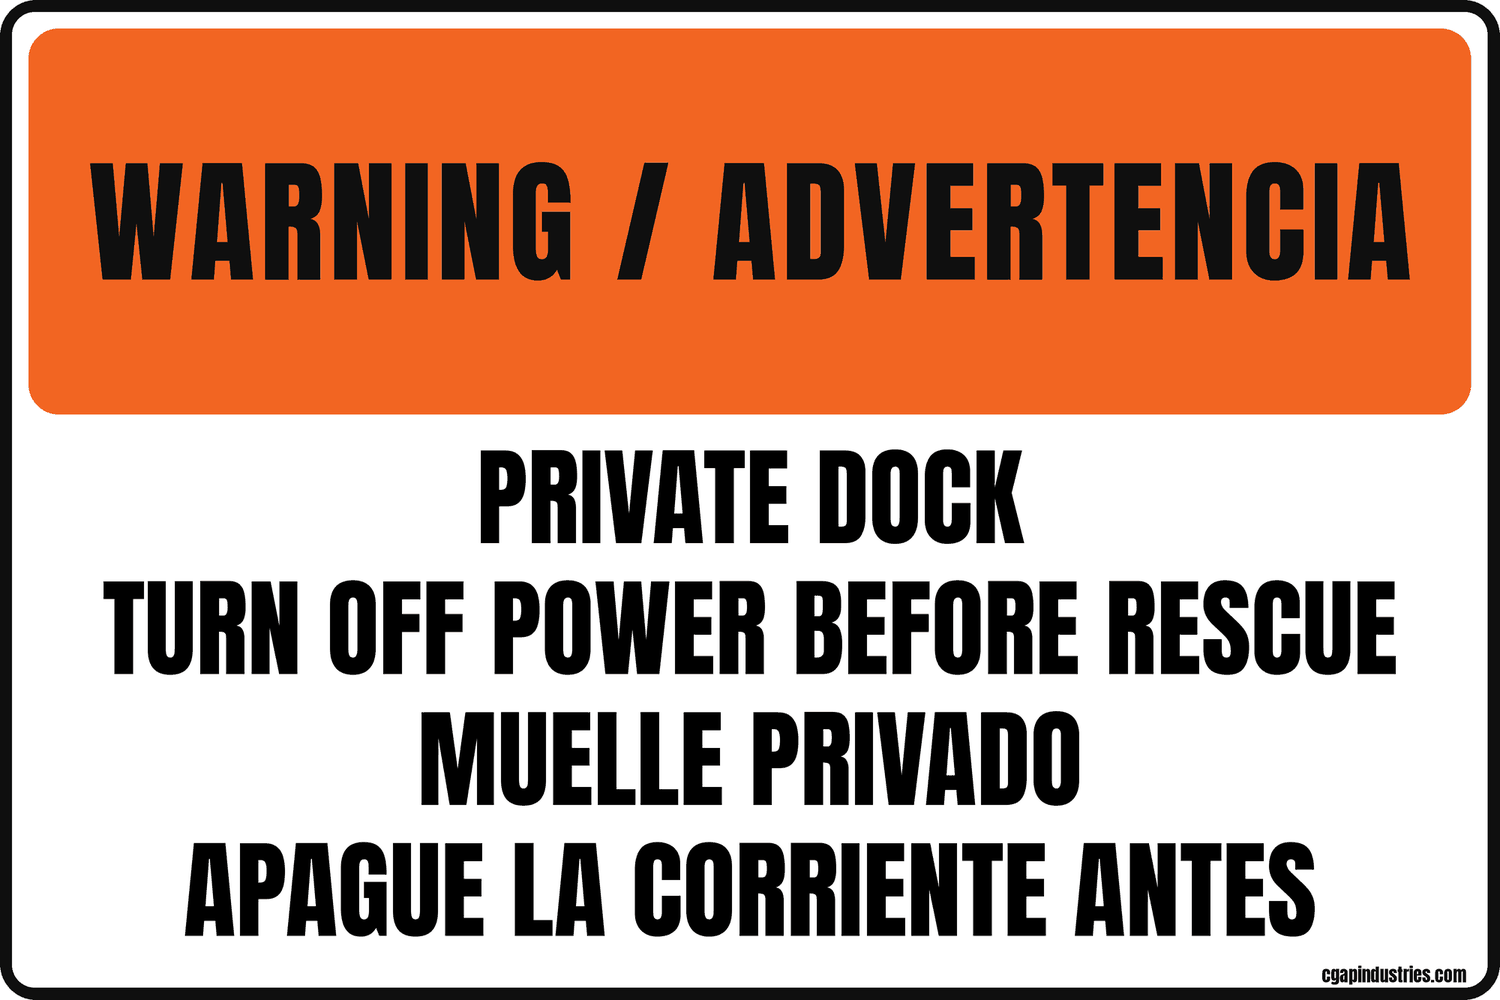 WARNING / ADVERTENCIA
PRIVATE DOCK
TURN OFF POWER BEFORE RESCUE
MUELLE PRIVADO
APAGUE LA CORRIENTE ANTES
cgapindustries.com